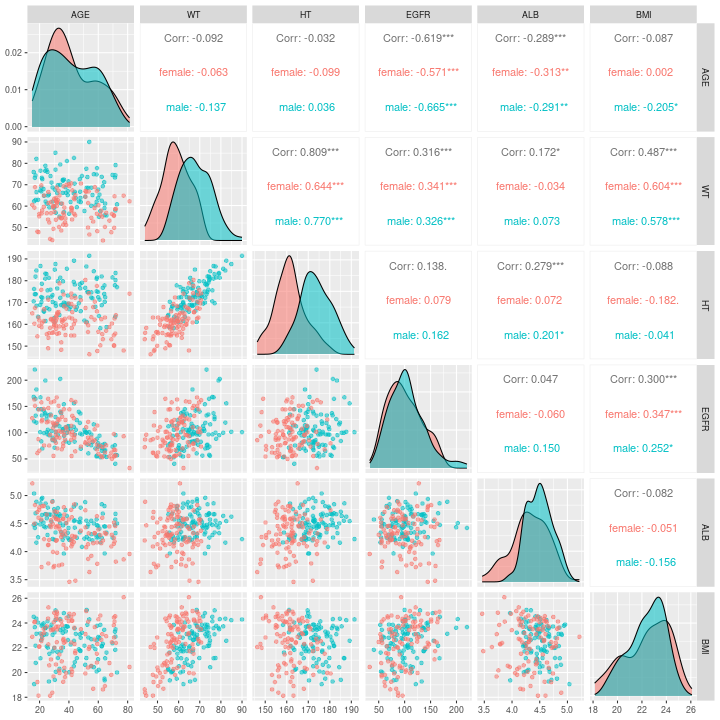 AGE WT HT EGFR ALB BMI
Corr: -0.092 Corr: -0.032 Corr: -0.619*** Corr: -0.289*** Corr: -0.087
0.02 female: -0.063 female: -0.099 female: -0.571*** female: -0.313** female: 0.002 AGE
0.01
male: -0.137 male: 0.036 male: -0.665*** male: -0.291** male: -0.205*
0.00
90
Corr: 0.809*** Corr: 0.316*** Corr: 0.172* Corr: 0.487***
80
70 female: 0.644*** female: 0.341*** female: -0.034 female: 0.604*** WT
60
male: 0.770*** male: 0.326*** male: 0.073 male: 0.578***
50
190
Corr: 0.138. Corr: 0.279*** Corr: -0.088
180
170 female: 0.079 female: 0.072 female: -0.182. HT
160
male: 0.162 male: 0.201* male: -0.041
150
200 Corr: 0.047 Corr: 0.300***
150 female: -0.060 female: 0.347*** EGFR
100
male: 0.150 male: 0.252*
50
5.0 Corr: -0.082
4.5 female: -0.051 ALB
4.0
male: -0.156
3.5
26
24
22 BMI
20
18
20 40 60 80 50 60 70 80 90 150 160 170 180 190 50 100 150 200 3.5 4.0 4.5 5.0 18 20 22 24 26